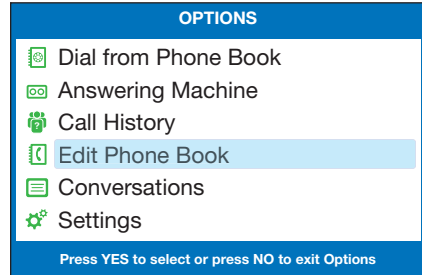 OPTIONS
Dial from Phone Book
Answering Machine
Call History
Edit Phone Book
Conversations
Settings
Press YES to select or press NO to exit Options